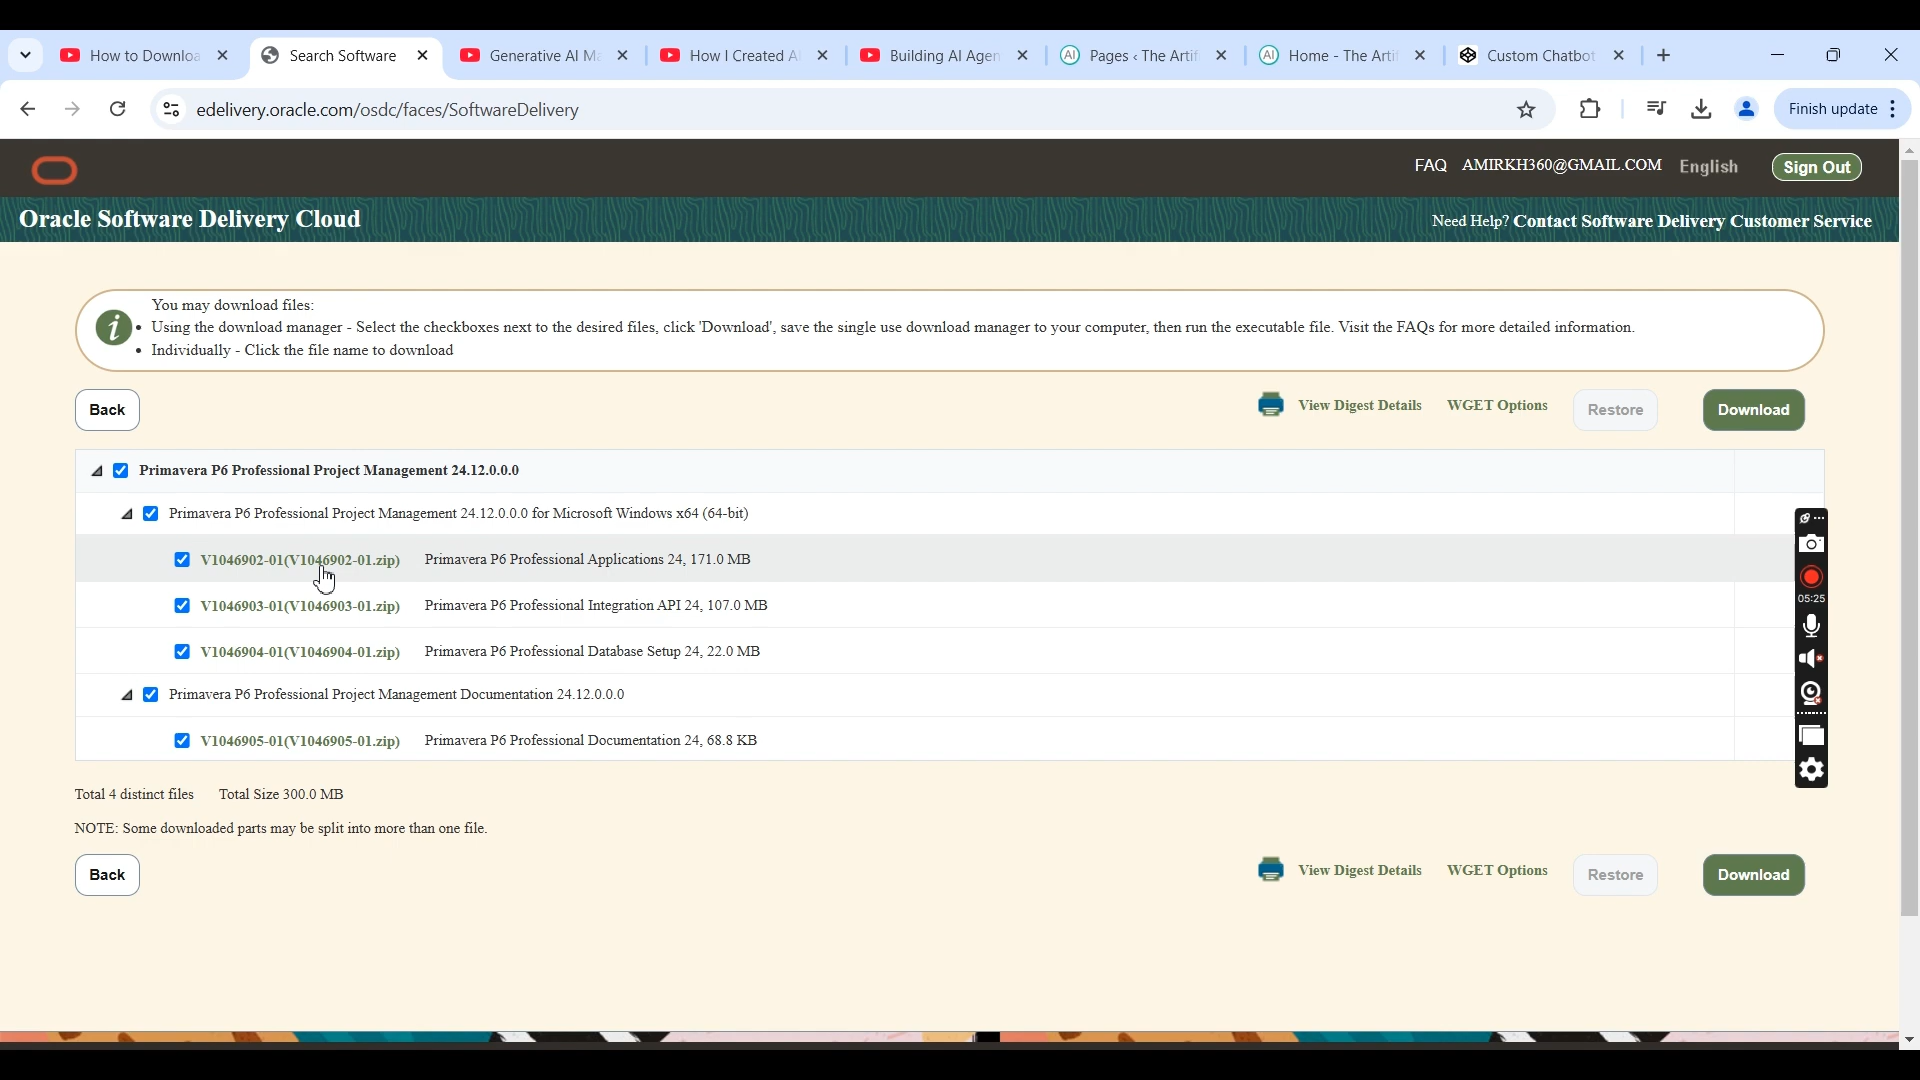 How to Downloa
Search Software
Generative AI Ma
How I Created AI
Building AI Agen
Pages ‹ The Artif
Home - The Artif
Custom Chatbot
edelivery.oracle.com/osdc/faces/SoftwareDelivery
Finish update
FAQ AMIRKH360@GMAIL.COM English Sign Out
Oracle Software Delivery Cloud
Need Help? Contact Software Delivery Customer Service
You may download files:
• Using the download manager - Select the checkboxes next to the desired files, click 'Download', save the single use download manager to your computer, then run the executable file. Visit the FAQs for more detailed information.
• Individually - Click the file name to download
Back
View Digest Details WGET Options Restore Download
Primavera P6 Professional Project Management 24.12.0.0.0
Primavera P6 Professional Project Management 24.12.0.0.0 for Microsoft Windows x64 (64-bit)
V1046902-01(V1046902-01.zip) Primavera P6 Professional Applications 24, 171.0 MB
V1046903-01(V1046903-01.zip) Primavera P6 Professional Integration API 24, 107.0 MB
V1046904-01(V1046904-01.zip) Primavera P6 Professional Database Setup 24, 22.0 MB
Primavera P6 Professional Project Management Documentation 24.12.0.0.0
V1046905-01(V1046905-01.zip) Primavera P6 Professional Documentation 24, 68.8 KB
05:25
Total 4 distinct files Total Size 300.0 MB
NOTE: Some downloaded parts may be split into more than one file.
Back
View Digest Details WGET Options Restore Download